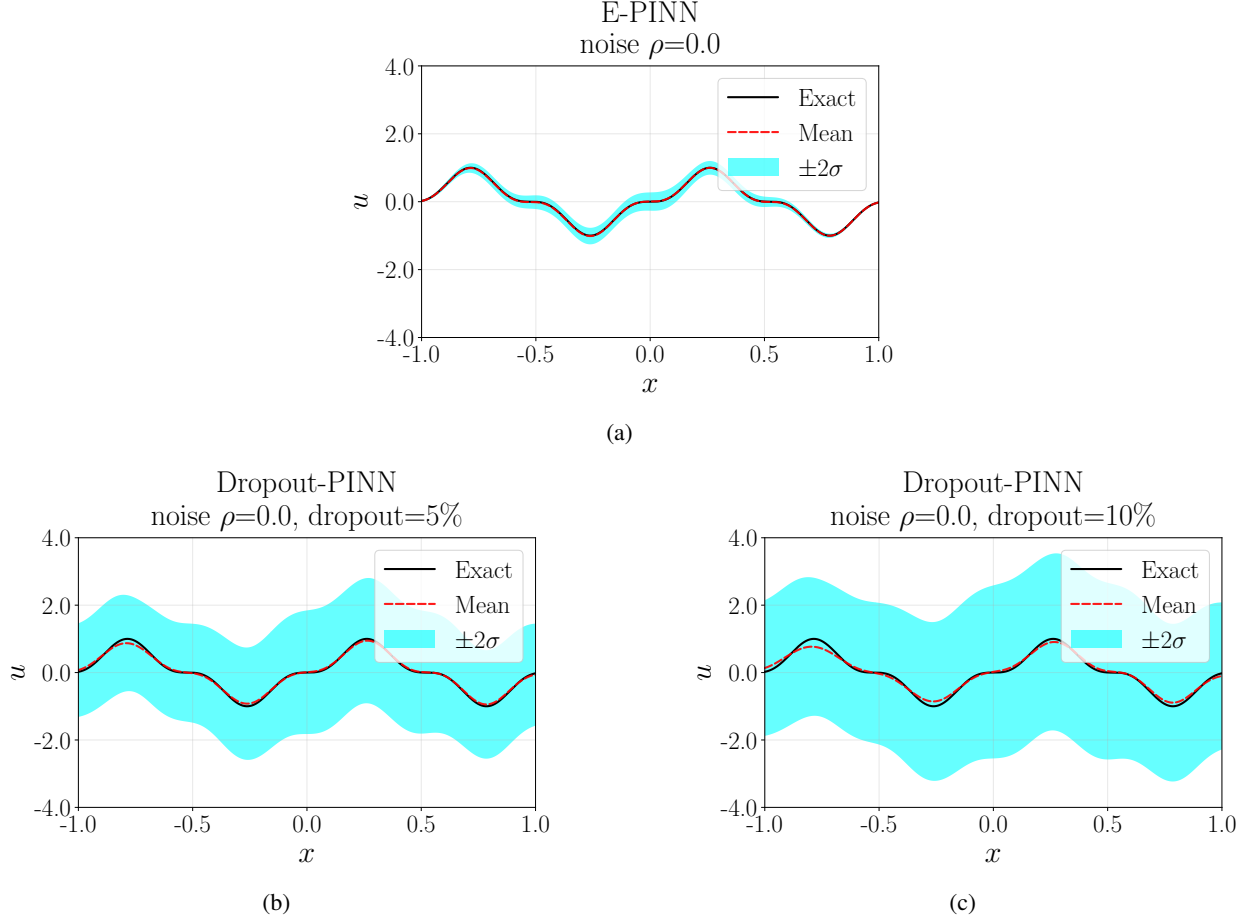 E-PINN
noise ρ=0.0
4.0
2.0
0.0
-2.0
-4.0
u
Exact
Mean
±2σ
-1.0 -0.5 0.0 0.5 1.0
x
(a)
Dropout-PINN
noise ρ=0.0, dropout=5%
4.0
2.0
0.0
-2.0
-4.0
u
Exact
Mean
±2σ
-1.0 -0.5 0.0 0.5 1.0
x
(b)
Dropout-PINN
noise ρ=0.0, dropout=10%
4.0
2.0
0.0
-2.0
-4.0
u
Exact
Mean
±2σ
-1.0 -0.5 0.0 0.5 1.0
x
(c)